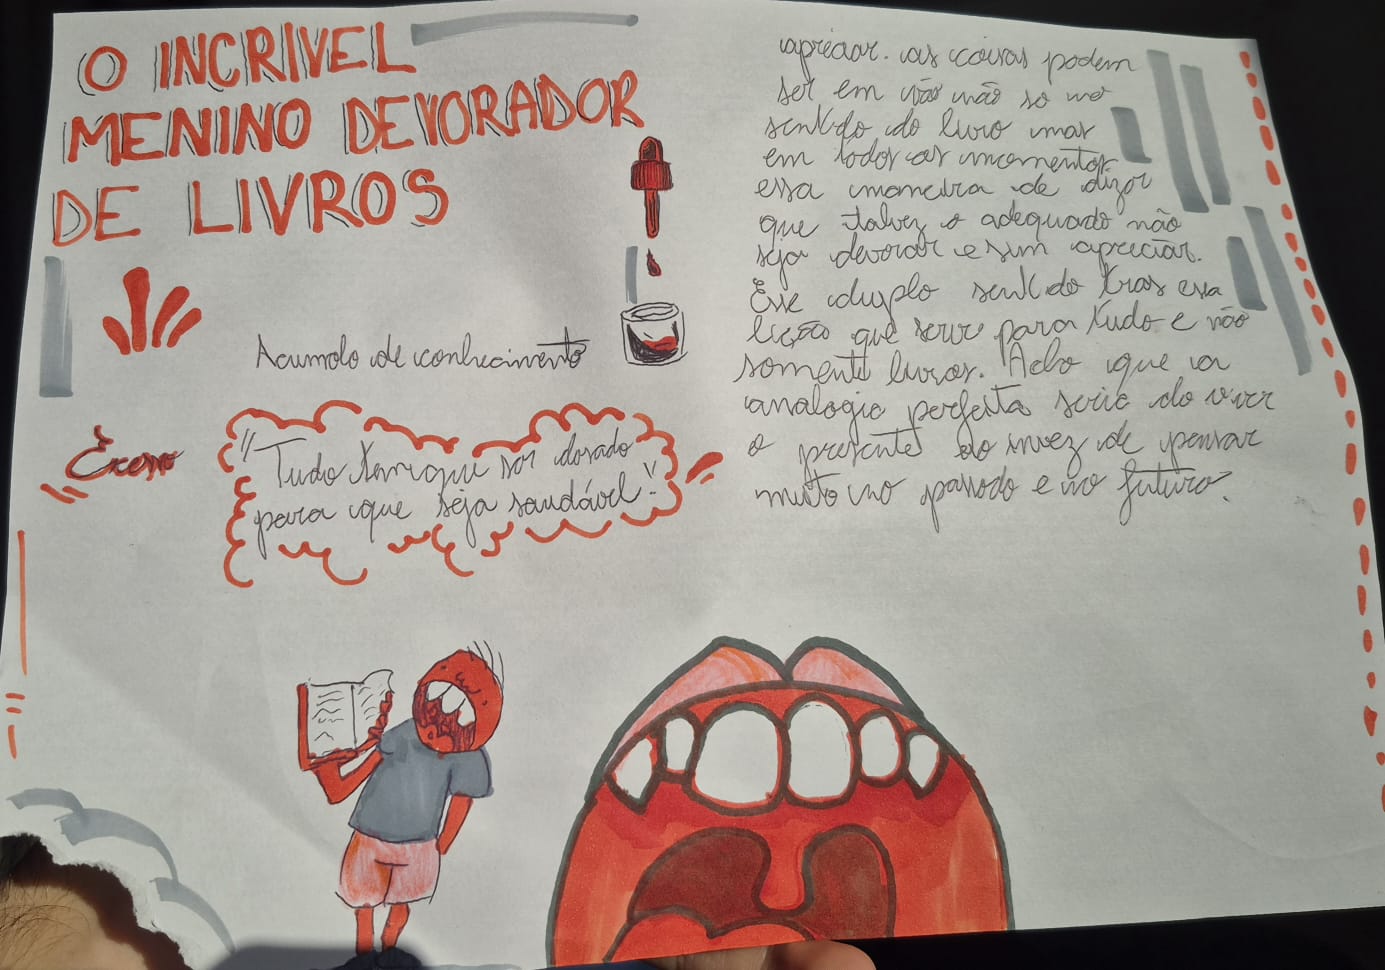 O INCRIVEL
MENINO DEVORADOR
DE LIVROS
Acumolo de conhecimento
"Tudo tem que ser dosado
para que seja saudável".
apreciar. as coisas podem
ser em vão não so no
sentido do livro mas
em todos os momentos
essa maneira de dizer
que talvez o adequado não
seja devorar e sim apreciar.
Esse duplo sentido tras essa
lição que serve para tudo e não
somente livros. Acho que a
analogia perfeita seria do viver
o presente ao invez de pensar
muito no passado e no futuro.